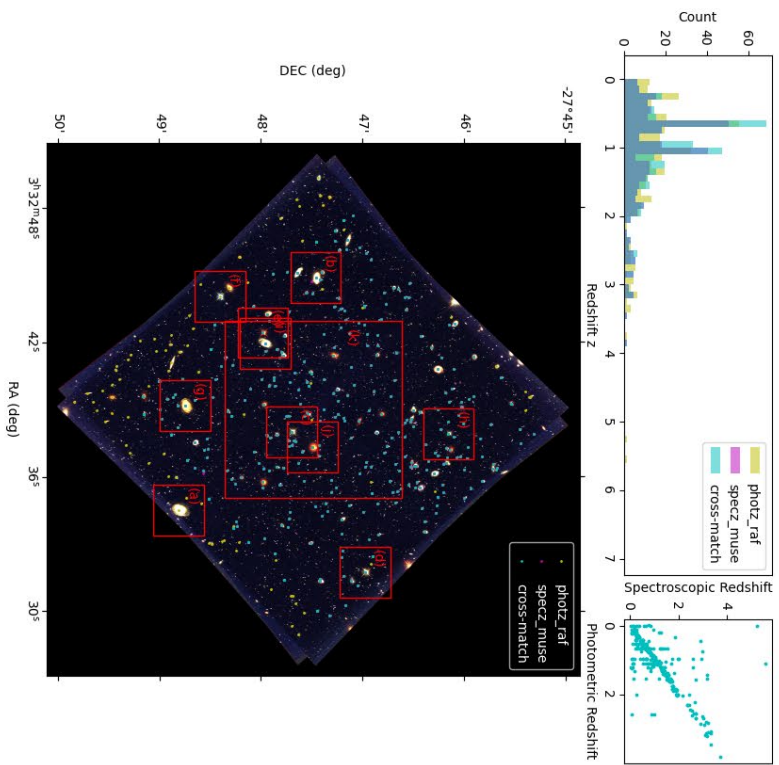 Count
60
40
20
0
0
1
2
3
4
5
6
7
Redshift z
photz_raf
specz_muse
cross-match
Spectroscopic Redshift
4
2
0
0
2
Photometric Redshift
DEC (deg)
-27°45'
46'
47'
48'
49'
50'
photz_raf
specz_muse
cross-match
(d)
(k)
(b)
(f)
(g)
(a)
3ʰ32ᵐ48ˢ
42ˢ
36ˢ
30ˢ
RA (deg)